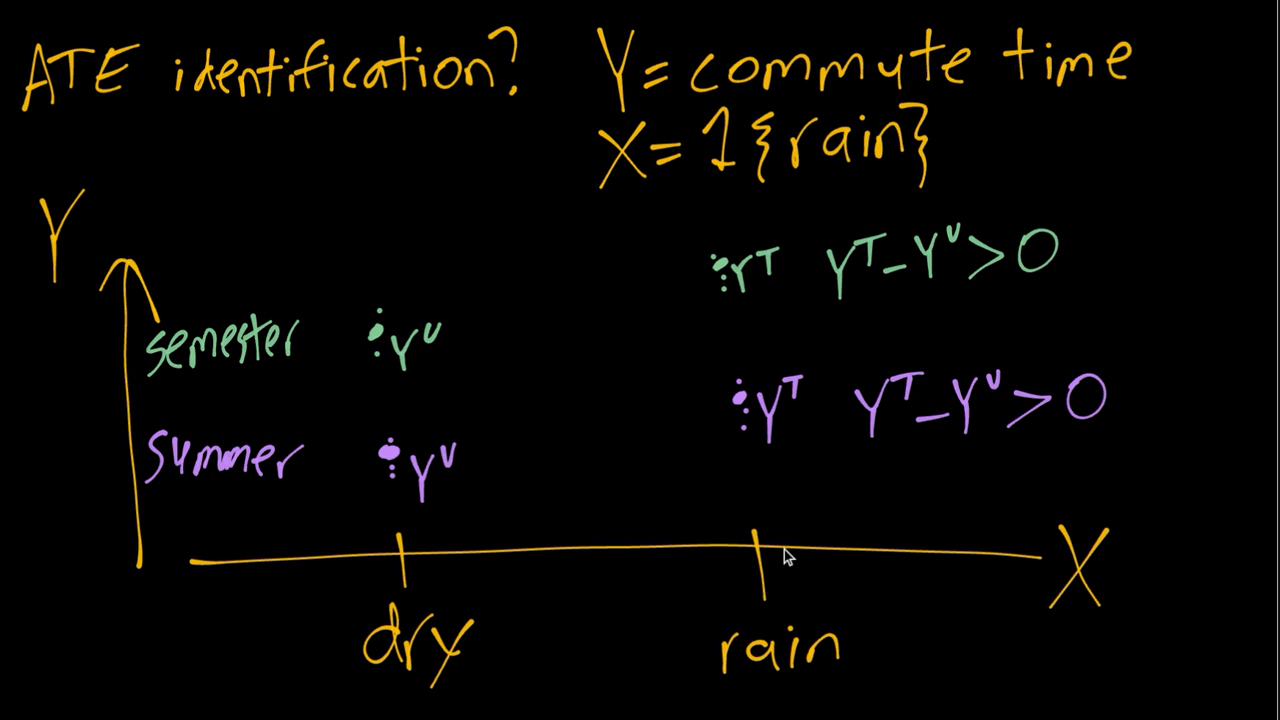 ATE identification? Y = commute time
X = 1{rain}
Y
Y^T Y^T - Y^U > 0
semester Y^U
Y^T Y^T - Y^U > 0
Summer Y^U
X
dry rain